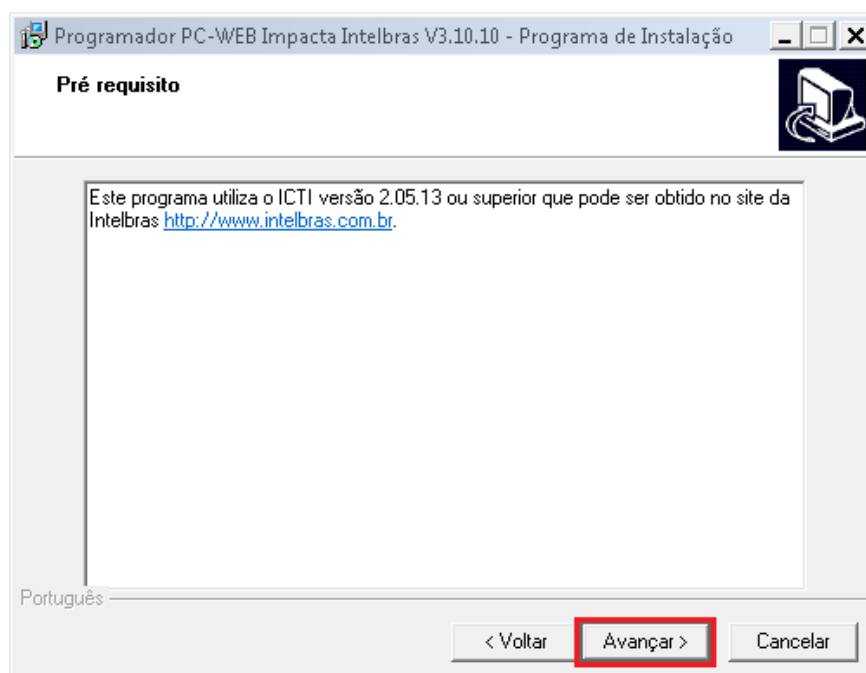 Programador PC-WEB Impacta Intelbras V3.10.10 - Programa de Instalação
Pré requisito
Este programa utiliza o ICTI versão 2.05.13 ou superior que pode ser obtido no site da
Intelbras http://www.intelbras.com.br.
Português
< Voltar
Avançar >
Cancelar